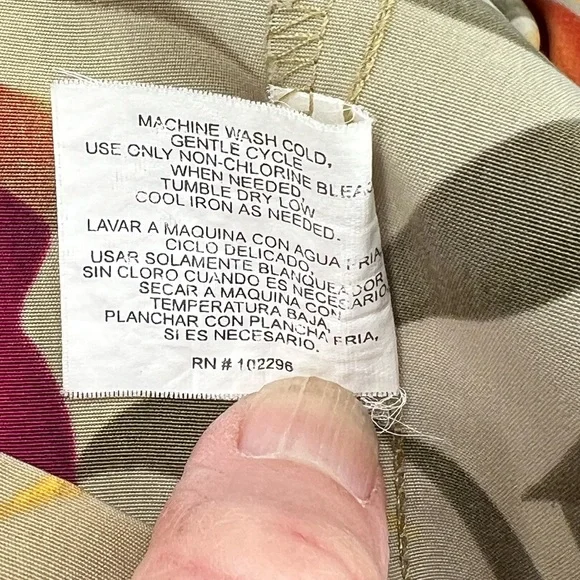 MACHINE WASH COLD,
GENTLE CYCLE
USE ONLY NON-CHLORINE BLEAC
WHEN NEEDED,
TUMBLE DRY LOW
COOL IRON AS NEEDED.
LAVAR A MAQUINA CON AGUA FRIA
CICLO DELICADO,
USAR SOLAMENTE BLANQUEADOR
SIN CLORO CUANDO ES NECESARIO
SECAR A MAQUINA CON
TEMPERATURA BAJA,
PLANCHAR CON PLANCHA FRIA,
SI ES NECESARIO.
RN # 102296